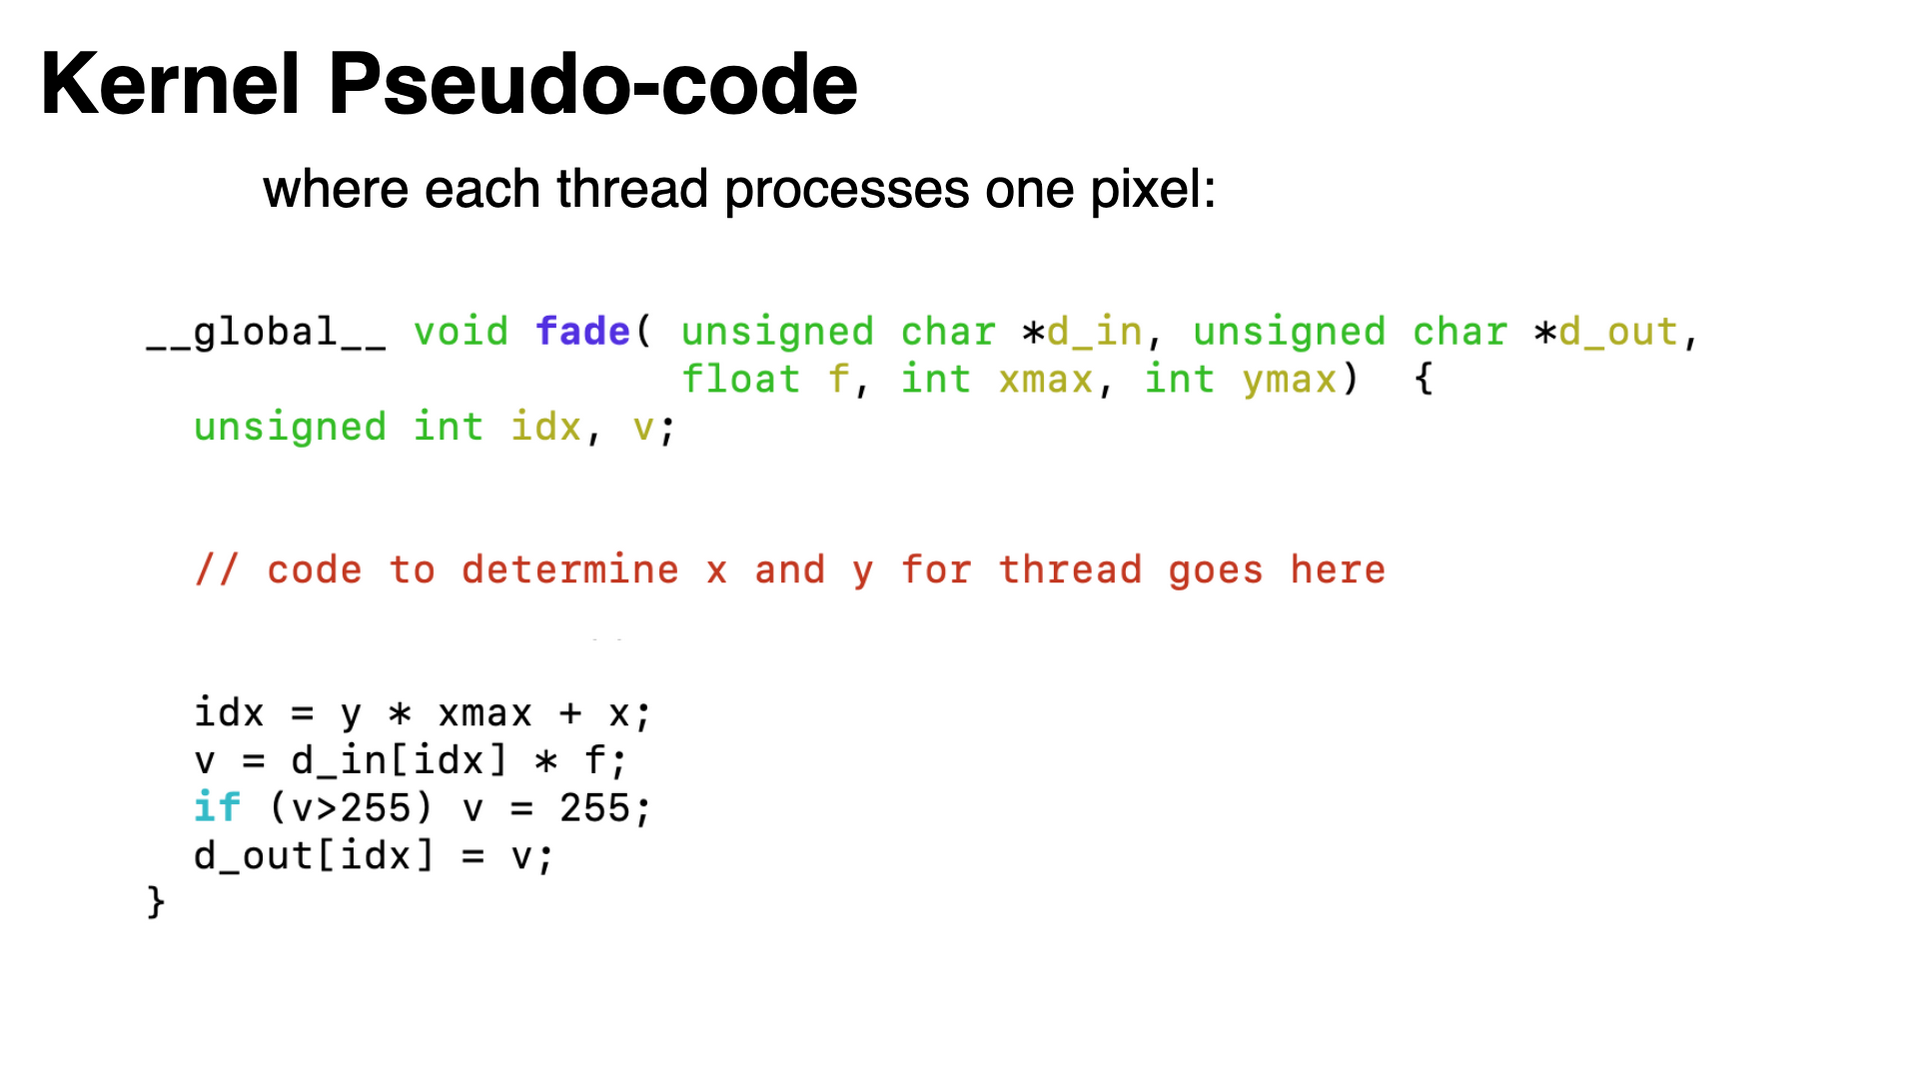 Kernel Pseudo-code
where each thread processes one pixel:
__global__ void fade( unsigned char *d_in, unsigned char *d_out,
float f, int xmax, int ymax)  {
unsigned int idx, v;
// code to determine x and y for thread goes here
idx = y * xmax + x;
v = d_in[idx] * f;
if (v>255) v = 255;
d_out[idx] = v;
}